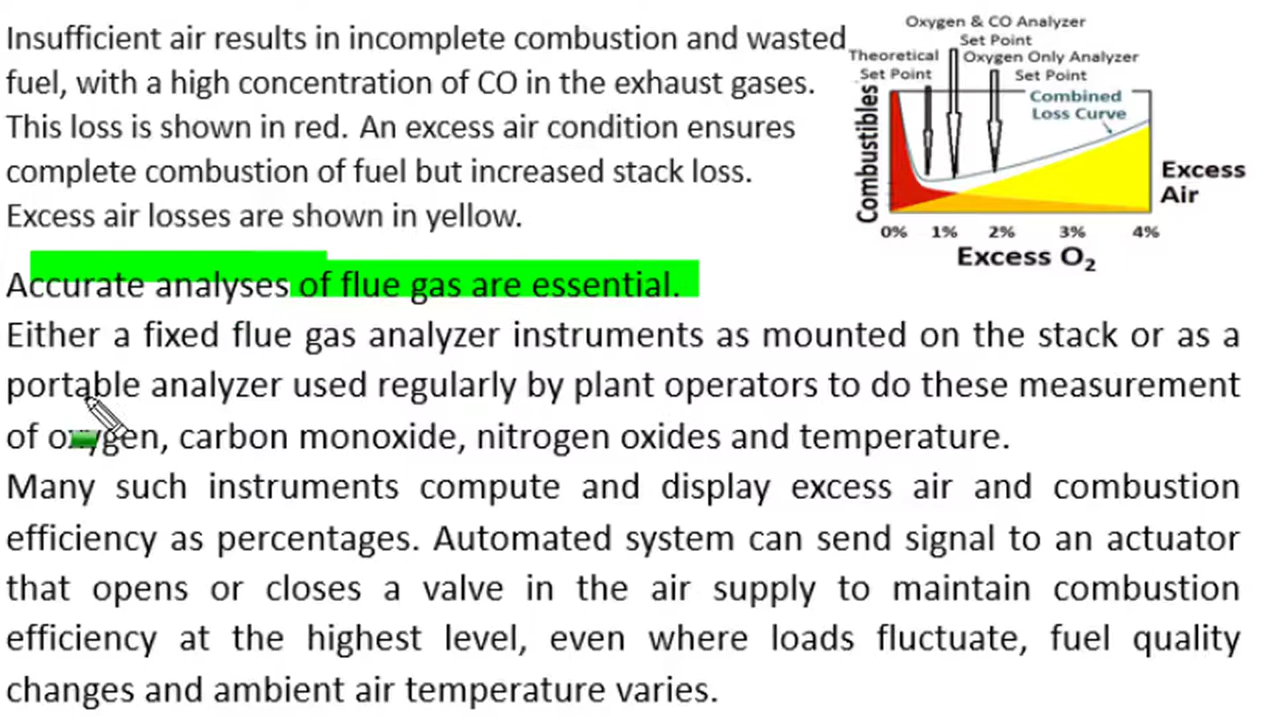 Insufficient air results in incomplete combustion and wasted
fuel, with a high concentration of CO in the exhaust gases.
This loss is shown in red. An excess air condition ensures
complete combustion of fuel but increased stack loss.
Excess air losses are shown in yellow.
Oxygen & CO Analyzer
Set Point
Theoretical
Set Point
Oxygen Only Analyzer
Set Point
Combined
Loss Curve
Combustibles
Excess
Air
0% 1% 2% 3% 4%
Excess O2
Accurate analyses of flue gas are essential.
Either a fixed flue gas analyzer instruments as mounted on the stack or as a
portable analyzer used regularly by plant operators to do these measurement
of oxygen, carbon monoxide, nitrogen oxides and temperature.
Many such instruments compute and display excess air and combustion
efficiency as percentages. Automated system can send signal to an actuator
that opens or closes a valve in the air supply to maintain combustion
efficiency at the highest level, even where loads fluctuate, fuel quality
changes and ambient air temperature varies.